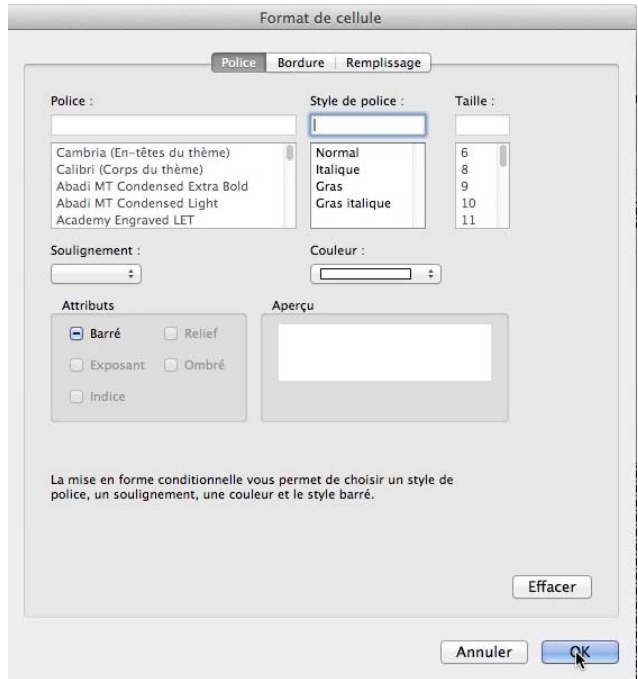 Format de cellule
Police Bordure Remplissage
Police : Style de police : Taille :
Cambria (En-têtes du thème) Normal 6
Calibri (Corps du thème) Italique 8
Abadi MT Condensed Extra Bold Gras 9
Abadi MT Condensed Light Gras italique 10
Academy Engraved LET 11
Soulignement : Couleur :
Attributs Aperçu
Barré Relief
Exposant Ombré
Indice
La mise en forme conditionnelle vous permet de choisir un style de
police, un soulignement, une couleur et le style barré.
Effacer
Annuler OK